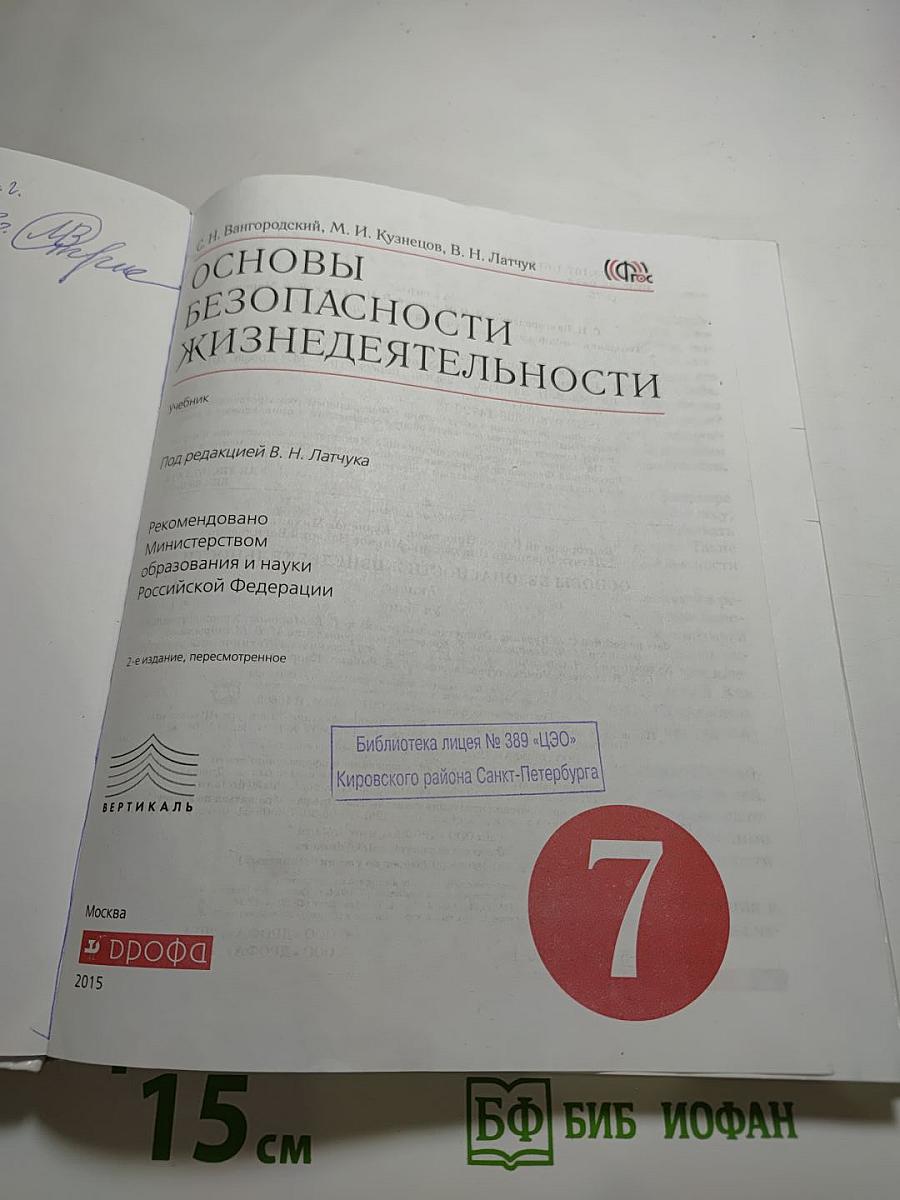 С. Н. Вангородский, М. И. Кузнецов, В. Н. Латчук
ФГОС
ОСНОВЫ
БЕЗОПАСНОСТИ
ЖИЗНЕДЕЯТЕЛЬНОСТИ
учебник
Под редакцией В. Н. Латчука
Рекомендовано
Министерством
образования и науки
Российской Федерации
2-е издание, пересмотренное
ВЕРТИКАЛЬ
Библиотека лицея № 389 «ЦЭО»
Кировского района Санкт-Петербурга
7
Москва
дрофа
2015
15 см
БФ БИБ ИОФАН